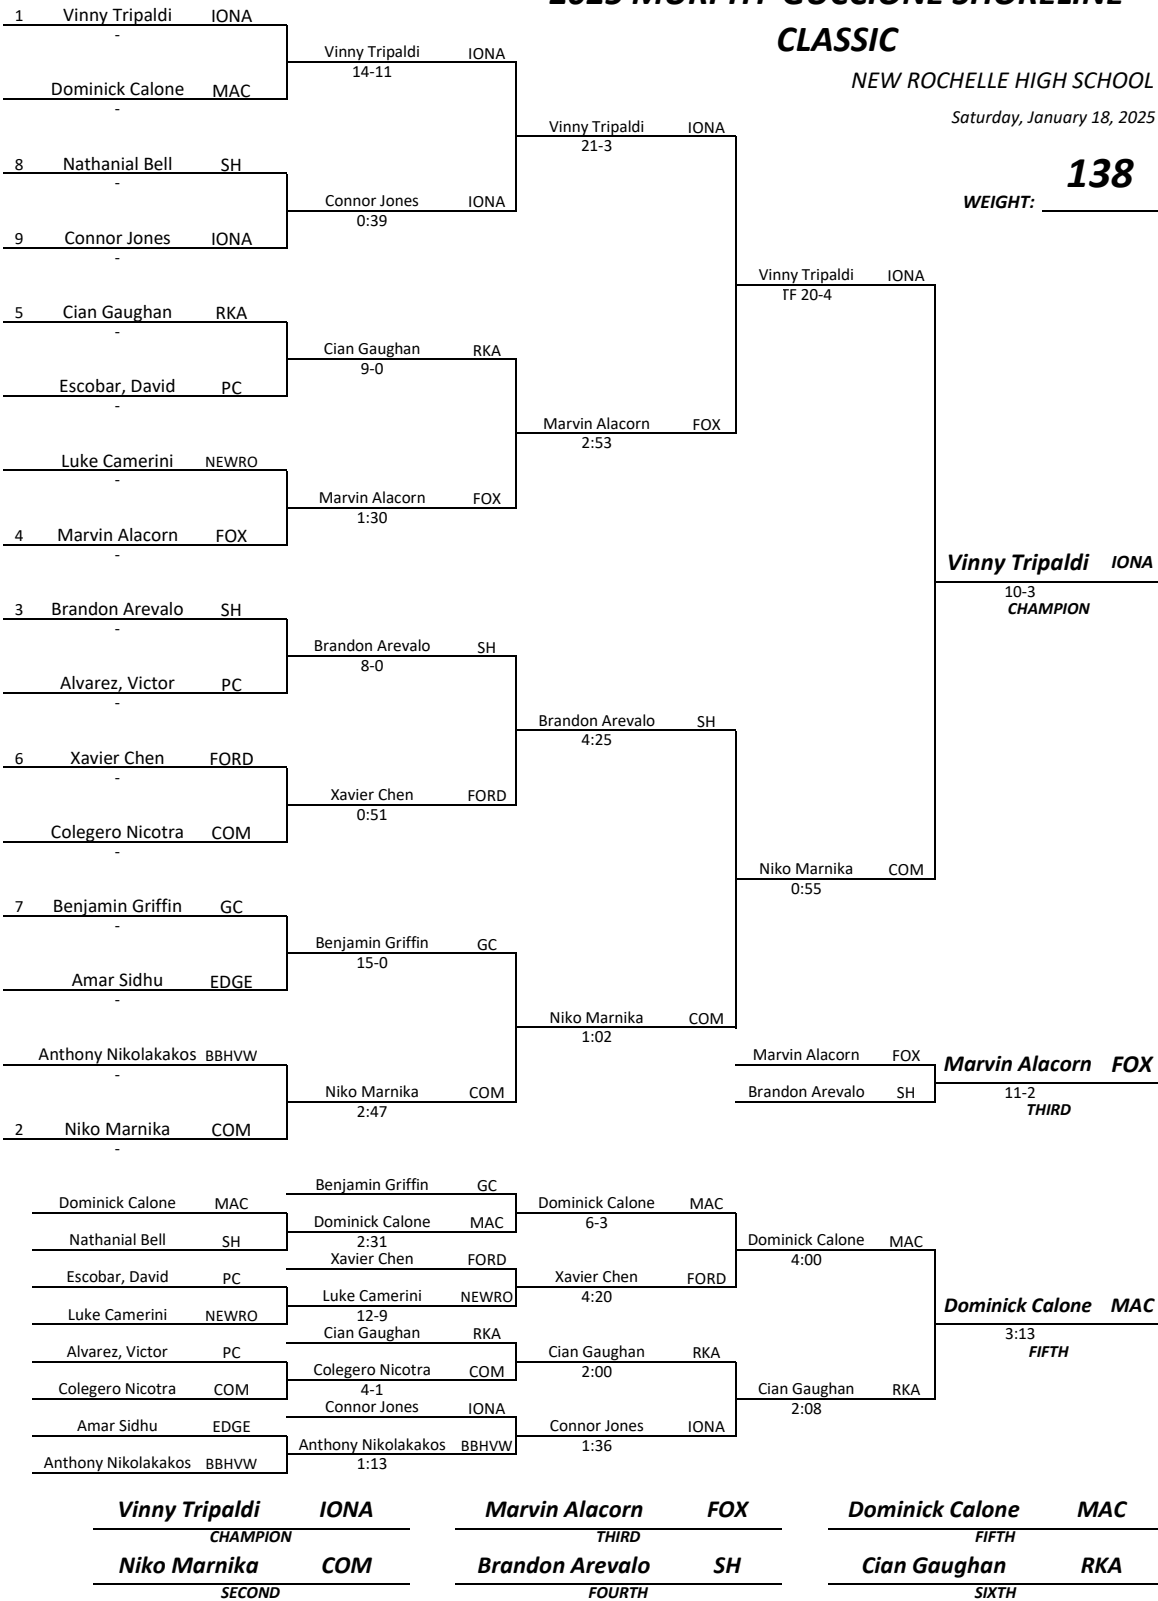 CLASSIC
NEW ROCHELLE HIGH SCHOOL
Saturday, January 18, 2025
138
WEIGHT:
1 Vinny Tripaldi IONA
-
Dominick Calone MAC
-
8 Nathanial Bell SH
-
9 Connor Jones IONA
-
5 Cian Gaughan RKA
-
Escobar, David PC
-
Luke Camerini NEWRO
-
4 Marvin Alacorn FOX
-
3 Brandon Arevalo SH
-
Alvarez, Victor PC
-
6 Xavier Chen FORD
-
Colegero Nicotra COM
-
7 Benjamin Griffin GC
-
Amar Sidhu EDGE
-
Anthony Nikolakakos BBHVW
-
2 Niko Marnika COM
-
Vinny Tripaldi IONA
14-11
Connor Jones IONA
0:39
Cian Gaughan RKA
9-0
Marvin Alacorn FOX
1:30
Brandon Arevalo SH
8-0
Xavier Chen FORD
0:51
Benjamin Griffin GC
15-0
Niko Marnika COM
2:47
Vinny Tripaldi IONA
21-3
Marvin Alacorn FOX
2:53
Brandon Arevalo SH
4:25
Niko Marnika COM
1:02
Vinny Tripaldi IONA
TF 20-4
Niko Marnika COM
0:55
Vinny Tripaldi IONA
10-3
CHAMPION
Marvin Alacorn FOX
Brandon Arevalo SH
Marvin Alacorn FOX
11-2
THIRD
Dominick Calone MAC
Nathanial Bell SH
Escobar, David PC
Luke Camerini NEWRO
Alvarez, Victor PC
Colegero Nicotra COM
Amar Sidhu EDGE
Anthony Nikolakakos BBHVW
Benjamin Griffin GC
Dominick Calone MAC
2:31
Xavier Chen FORD
Luke Camerini NEWRO
12-9
Cian Gaughan RKA
Colegero Nicotra COM
4-1
Connor Jones IONA
Anthony Nikolakakos BBHVW
1:13
Dominick Calone MAC
6-3
Xavier Chen FORD
4:20
Cian Gaughan RKA
2:00
Connor Jones IONA
1:36
Dominick Calone MAC
4:00
Cian Gaughan RKA
2:08
Dominick Calone MAC
3:13
FIFTH
Vinny Tripaldi IONA Marvin Alacorn FOX Dominick Calone MAC
CHAMPION THIRD FIFTH
Niko Marnika COM Brandon Arevalo SH Cian Gaughan RKA
SECOND FOURTH SIXTH